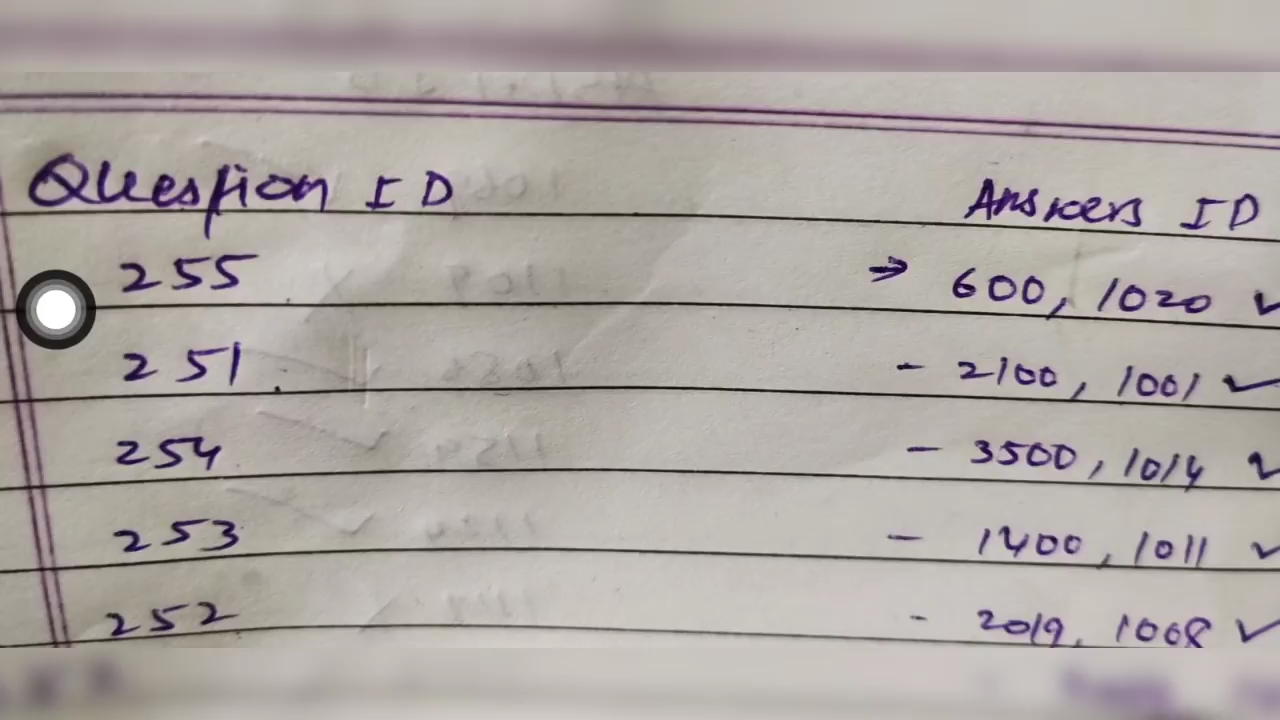 Question ID Answers ID
255 → 600, 1020 ✓
251 - 2100, 1001 ✓
254 - 3500, 1014 ✓
253 - 1400, 1011 ✓
252 - 2019, 1008 ✓